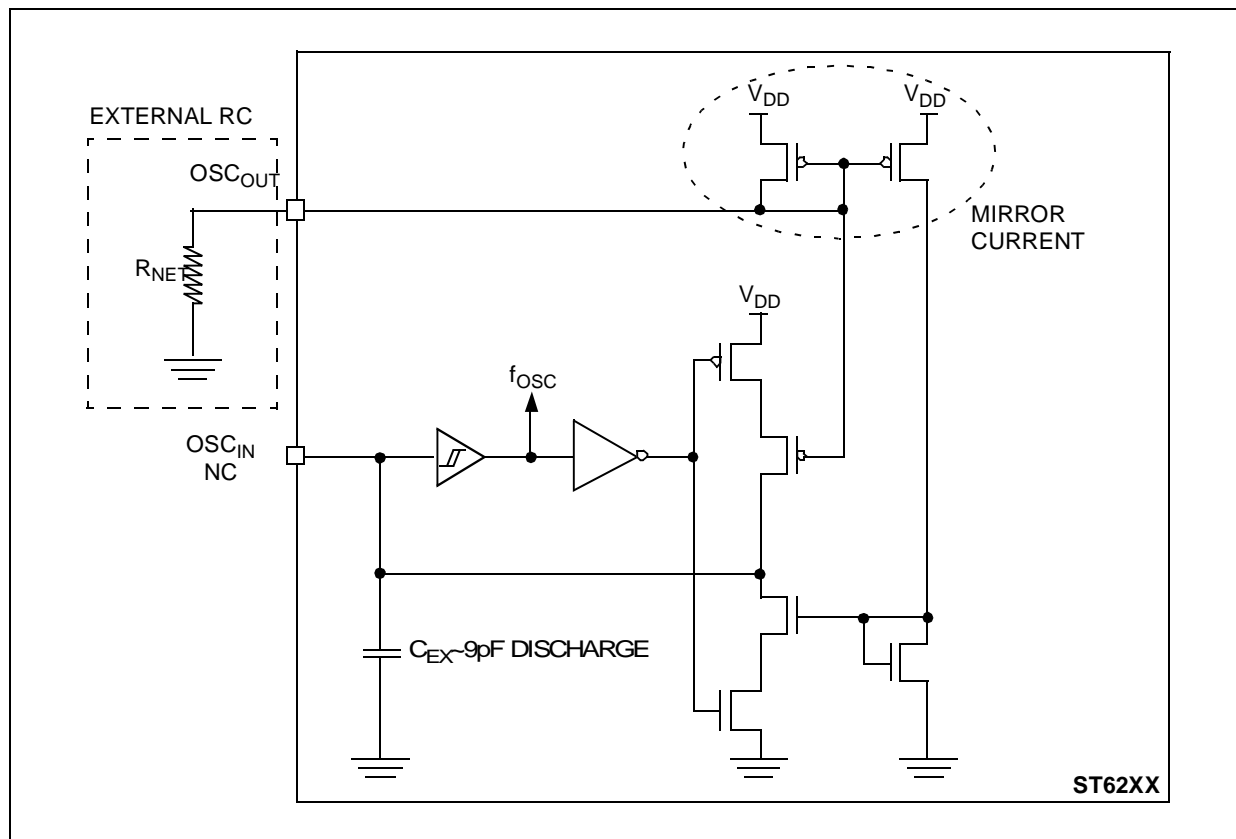 V_DD V_DD
EXTERNAL RC
OSC_OUT
MIRROR
CURRENT
R_NET
V_DD
f_OSC
OSC_IN
NC
C_EX~9pF DISCHARGE
ST62XX